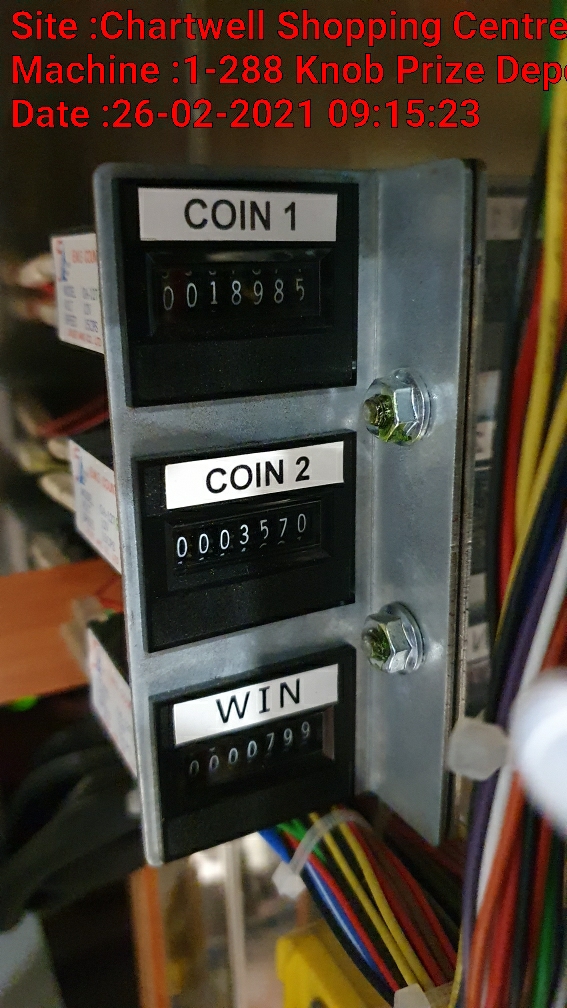 Site :Chartwell Shopping Centre
Machine :1-288 Knob Prize Dep
Date :26-02-2021 09:15:23
COIN 1
0018985
COIN 2
0003570
WIN
0000799